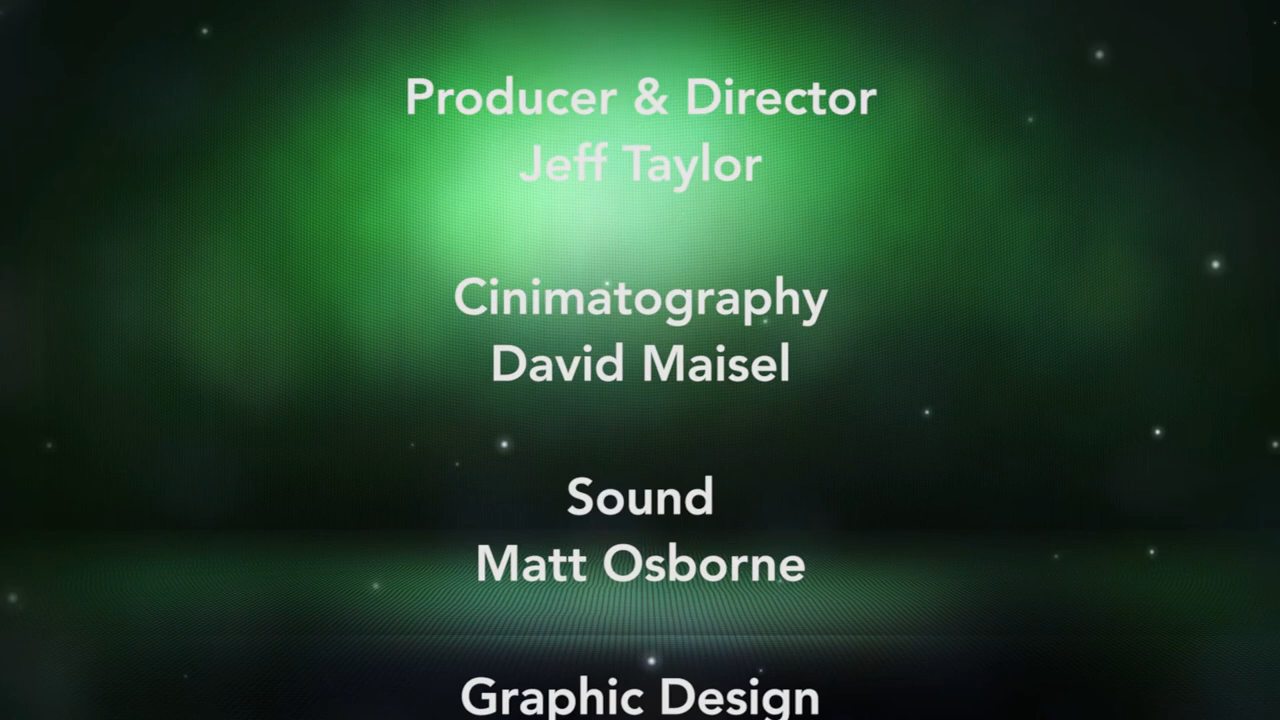 Producer & Director
Jeff Taylor
Cinimatography
David Maisel
Sound
Matt Osborne
Graphic Design